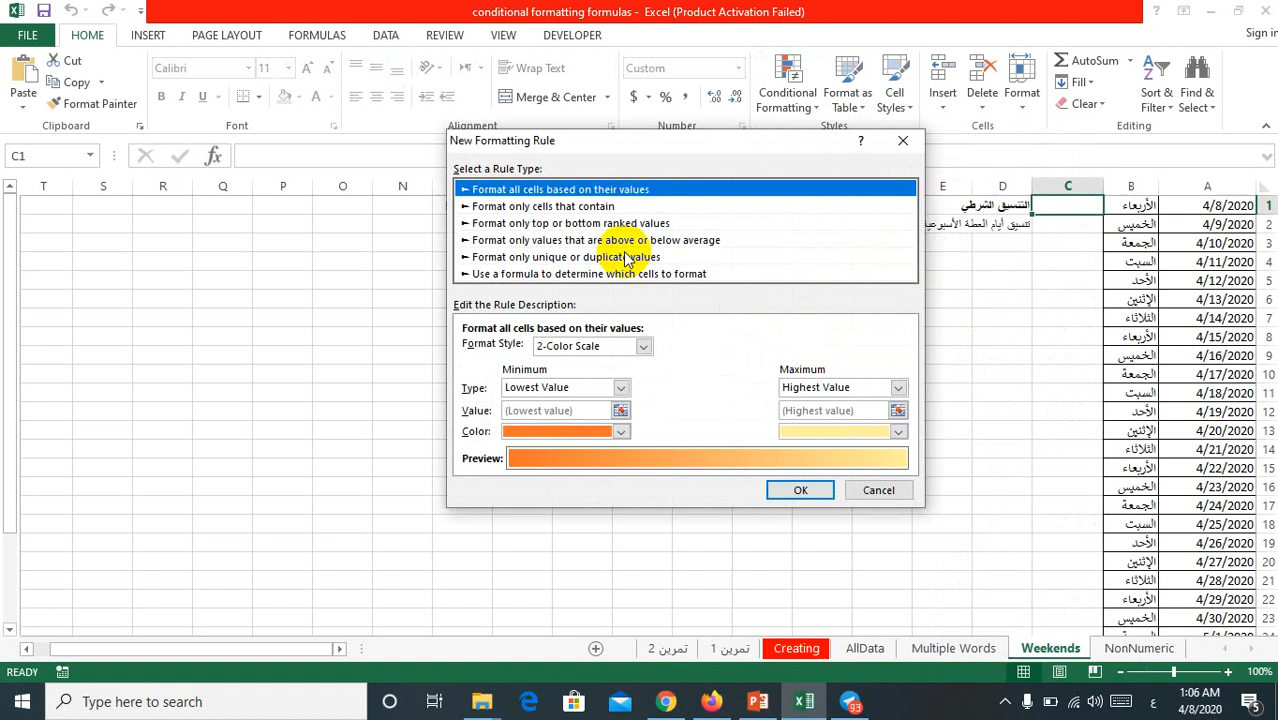 conditional formatting formulas - Excel (Product Activation Failed)
FILE HOME INSERT PAGE LAYOUT FORMULAS DATA REVIEW VIEW DEVELOPER Sign in
Cut
Copy
Format Painter
Paste
Clipboard
Calibri 11
B I U
Font
Wrap Text
Merge & Center
Alignment
Custom
$ % ,
Number
Conditional Formatting
Format as Table
Cell Styles
Styles
Insert
Delete
Format
Cells
AutoSum
Fill
Clear
Sort & Filter
Find & Select
Editing
C1
fx
T S R Q P O N E D C B A
New Formatting Rule
Select a Rule Type:
► Format all cells based on their values
► Format only cells that contain
► Format only top or bottom ranked values
► Format only values that are above or below average
► Format only unique or duplicate values
► Use a formula to determine which cells to format
Edit the Rule Description:
Format all cells based on their values:
Format Style: 2-Color Scale
Minimum Maximum
Type: Lowest Value Highest Value
Value: (Lowest value) (Highest value)
Color:
Preview:
OK Cancel
التنسيق الشرطي
تنسيق أيام العطلة الأسبوعية
1 4/8/2020 الأربعاء
2 4/9/2020 الخميس
3 4/10/2020 الجمعة
4 4/11/2020 السبت
5 4/12/2020 الأحد
6 4/13/2020 الإثنين
7 4/14/2020 الثلاثاء
8 4/15/2020 الأربعاء
9 4/16/2020 الخميس
10 4/17/2020 الجمعة
11 4/18/2020 السبت
12 4/19/2020 الأحد
13 4/20/2020 الإثنين
14 4/21/2020 الثلاثاء
15 4/22/2020 الأربعاء
16 4/23/2020 الخميس
17 4/24/2020 الجمعة
18 4/25/2020 السبت
19 4/26/2020 الأحد
20 4/27/2020 الإثنين
21 4/28/2020 الثلاثاء
22 4/29/2020 الأربعاء
23 4/30/2020 الخميس
تمرين 2 تمرين 1 Creating AllData Multiple Words Weekends NonNumeric
READY 100%
Type here to search
93
ع
1:06 AM
4/8/2020
5